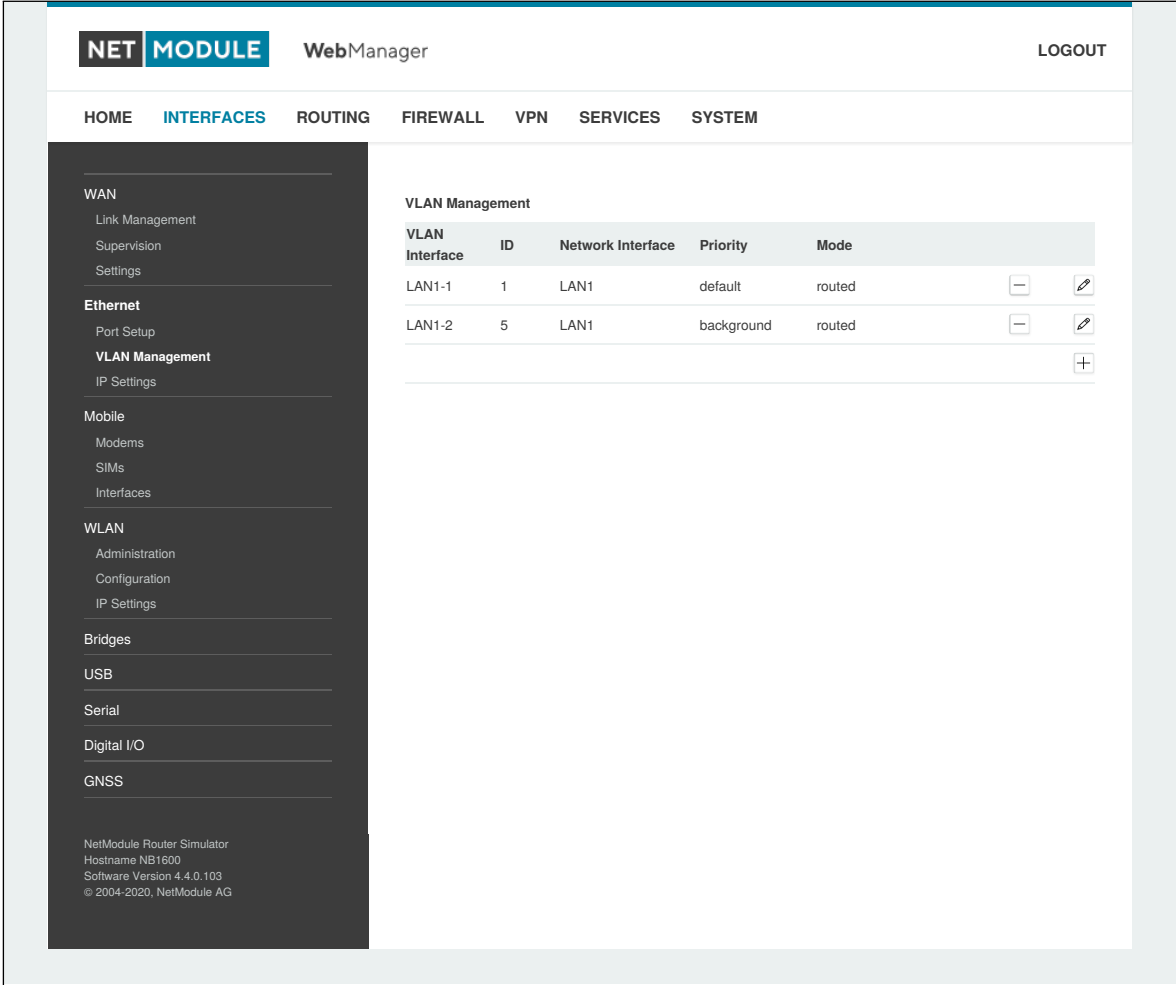 NET MODULE WebManager LOGOUT
HOME INTERFACES ROUTING FIREWALL VPN SERVICES SYSTEM
WAN
Link Management
Supervision
Settings
Ethernet
Port Setup
VLAN Management
IP Settings
Mobile
Modems
SIMs
Interfaces
WLAN
Administration
Configuration
IP Settings
Bridges
USB
Serial
Digital I/O
GNSS
NetModule Router Simulator
Hostname NB1600
Software Version 4.4.0.103
© 2004-2020, NetModule AG
VLAN Management
VLAN Interface ID Network Interface Priority Mode
LAN1-1 1 LAN1 default routed
LAN1-2 5 LAN1 background routed